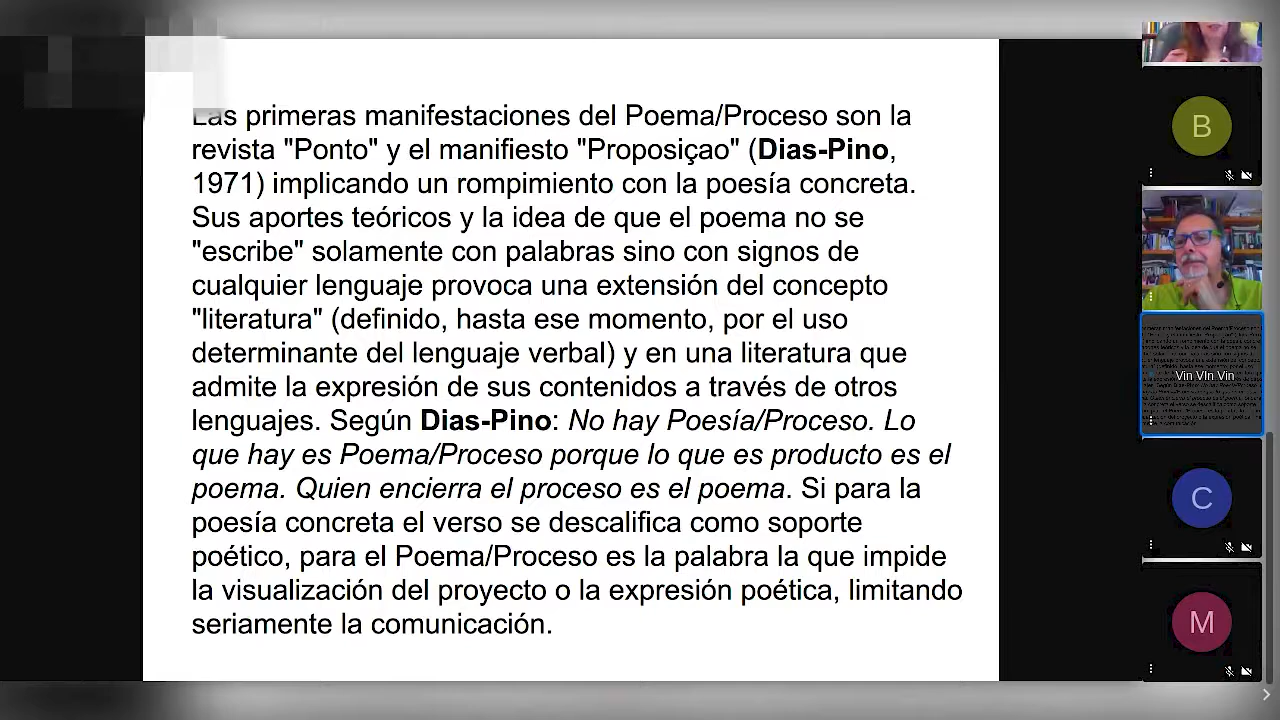 Las primeras manifestaciones del Poema/Proceso son la
revista "Ponto" y el manifiesto "Proposiçao" (Dias-Pino,
1971) implicando un rompimiento con la poesía concreta.
Sus aportes teóricos y la idea de que el poema no se
"escribe" solamente con palabras sino con signos de
cualquier lenguaje provoca una extensión del concepto
"literatura" (definido, hasta ese momento, por el uso
determinante del lenguaje verbal) y en una literatura que
admite la expresión de sus contenidos a través de otros
lenguajes. Según Dias-Pino: No hay Poesía/Proceso. Lo
que hay es Poema/Proceso porque lo que es producto es el
poema. Quien encierra el proceso es el poema. Si para la
poesía concreta el verso se descalifica como soporte
poético, para el Poema/Proceso es la palabra la que impide
la visualización del proyecto o la expresión poética, limitando
seriamente la comunicación.
B
Vin VIn Vin
C
M